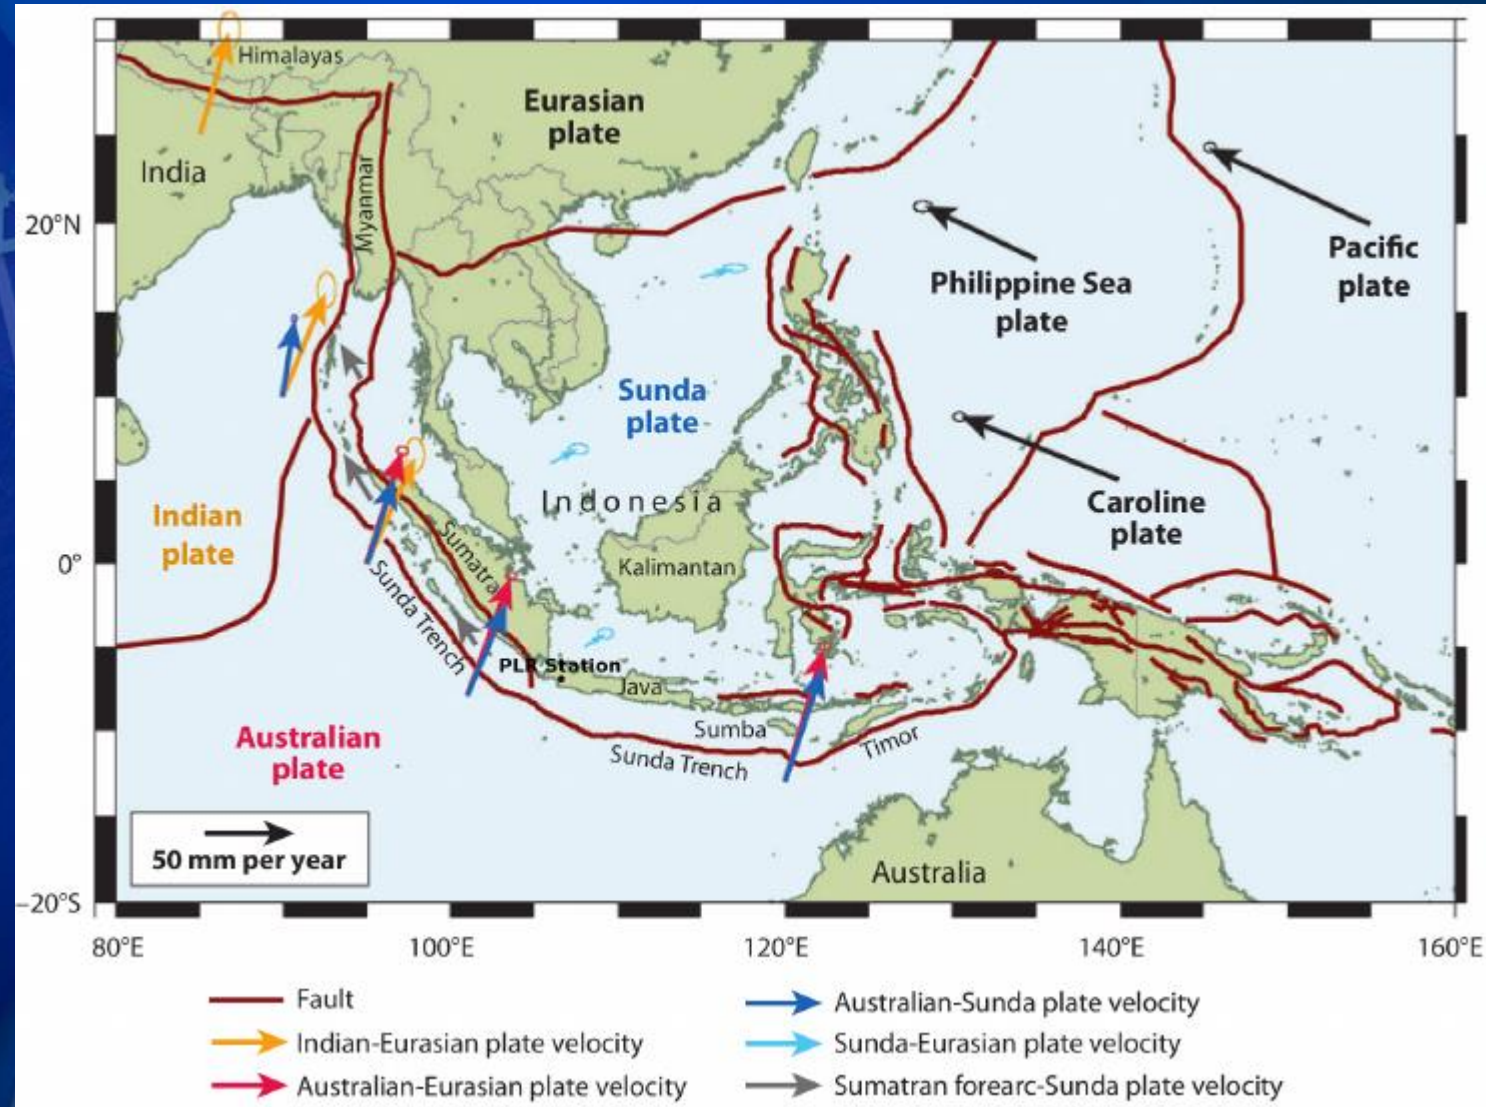 Himalayas
Eurasian
plate
India
Myanmar
20°N
Pacific
plate
Philippine Sea
plate
Sunda
plate
Indian
plate
Indonesia
Caroline
plate
0°
Kalimantan
Sumatra
Sunda Trench
PLR Station
Java
Sumba
Timor
Sunda Trench
Australian
plate
50 mm per year
Australia
–20°S
80°E
100°E
120°E
140°E
160°E
Fault
Indian-Eurasian plate velocity
Australian-Eurasian plate velocity
Australian-Sunda plate velocity
Sunda-Eurasian plate velocity
Sumatran forearc-Sunda plate velocity